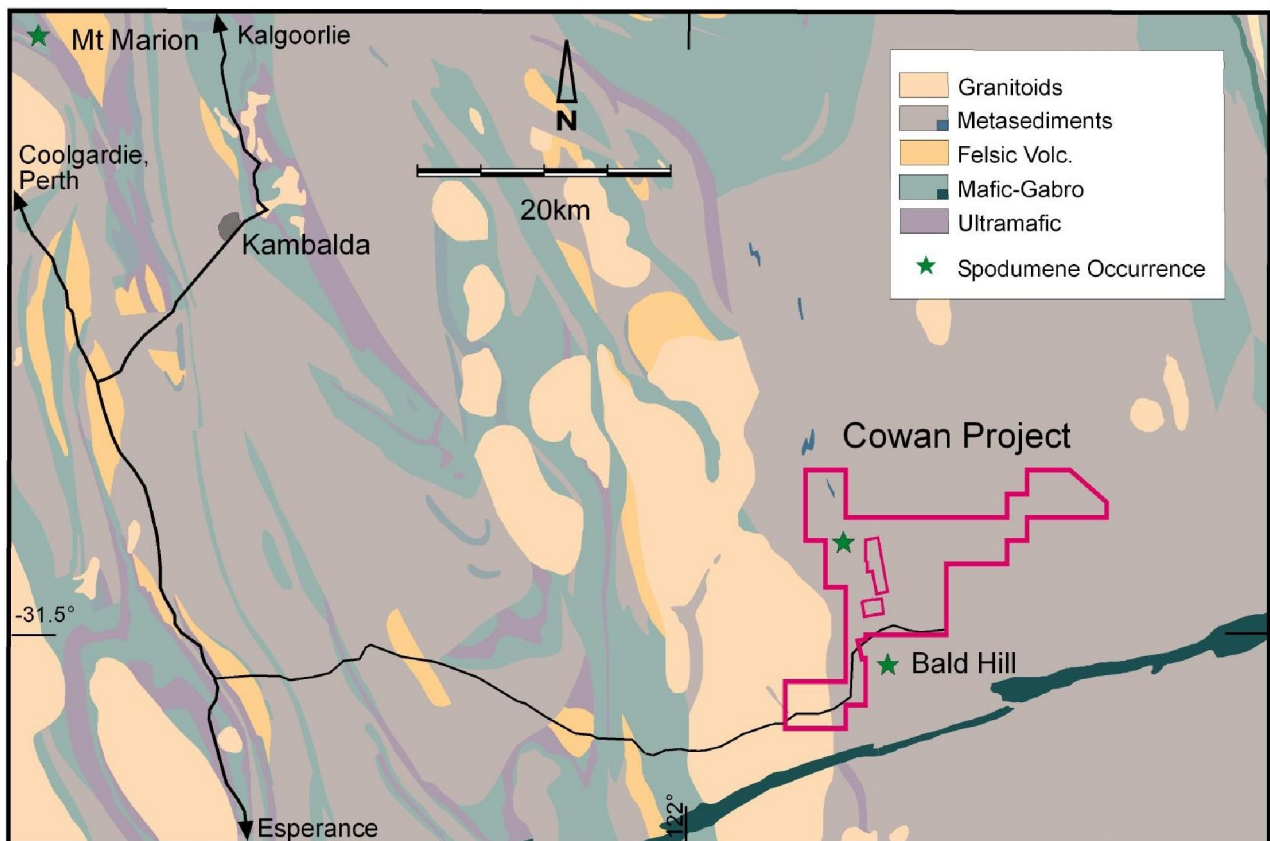 Mt Marion
Kalgoorlie
Coolgardie,
Perth
N
20km
Kambalda
Granitoids
Metasediments
Felsic Volc.
Mafic-Gabro
Ultramafic
Spodumene Occurrence
Cowan Project
-31.5°
Bald Hill
122°
Esperance